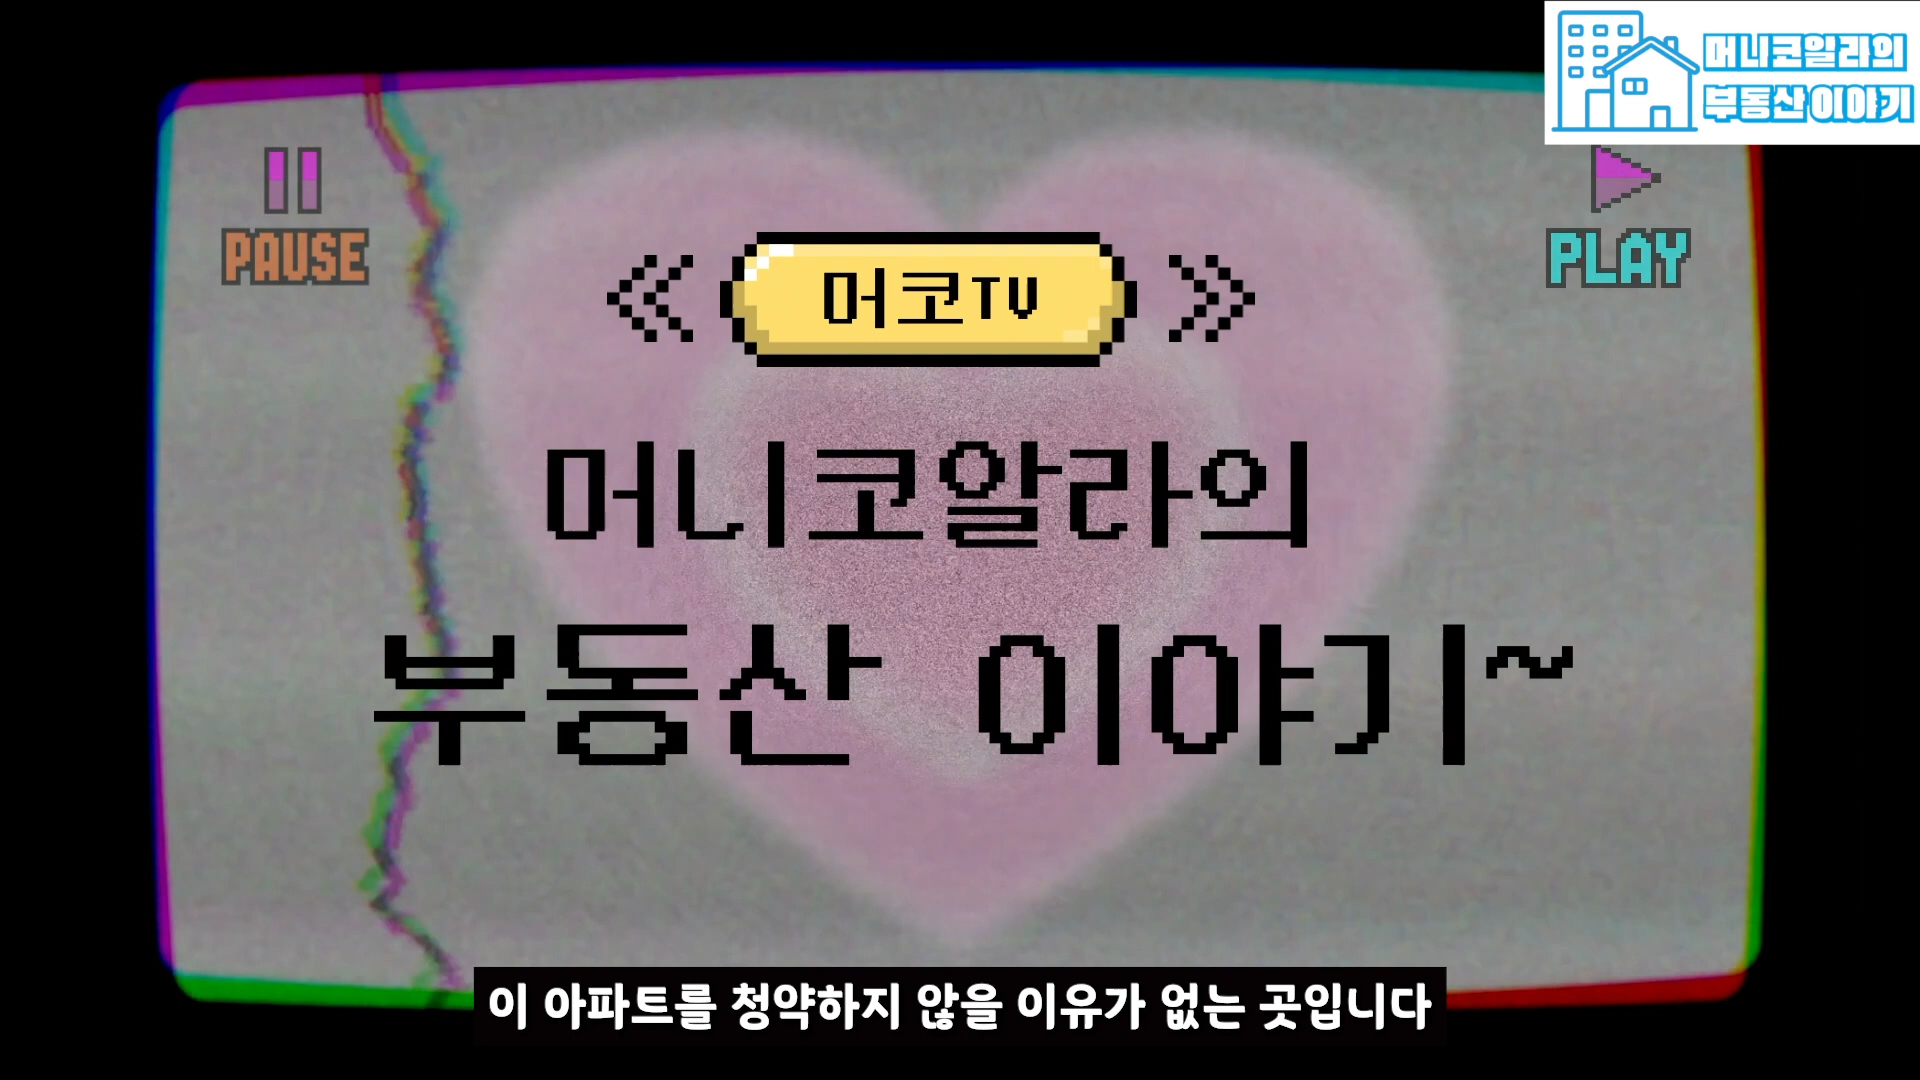 머니코알라의
부동산 이야기
PAUSE
PLAY
머코TV
머니코알라의
부동산 이야기~
이 아파트를 청약하지 않을 이유가 없는 곳입니다